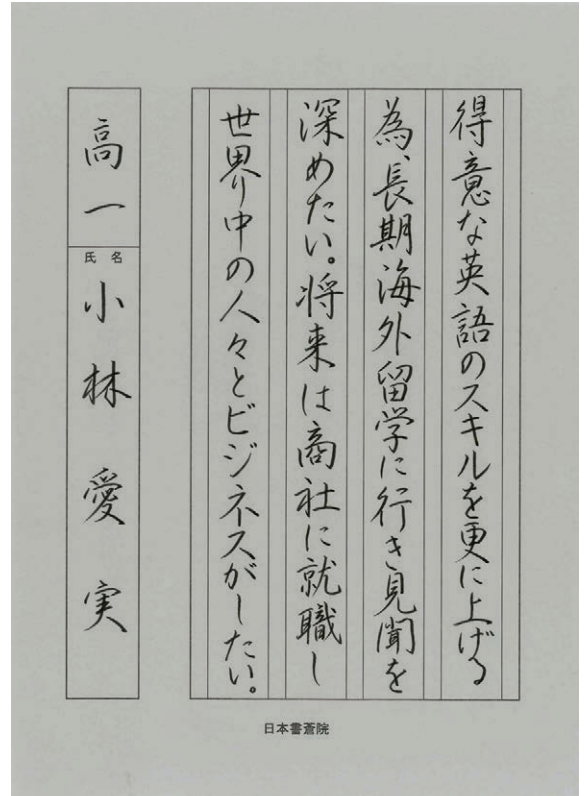 得意な英語のスキルを更に上げる
為、長期海外留学に行き見聞を
深めたい。将来は商社に就職し
世界中の人々とビジネスがしたい。
高一
氏名
小林愛実
日本書蒼院